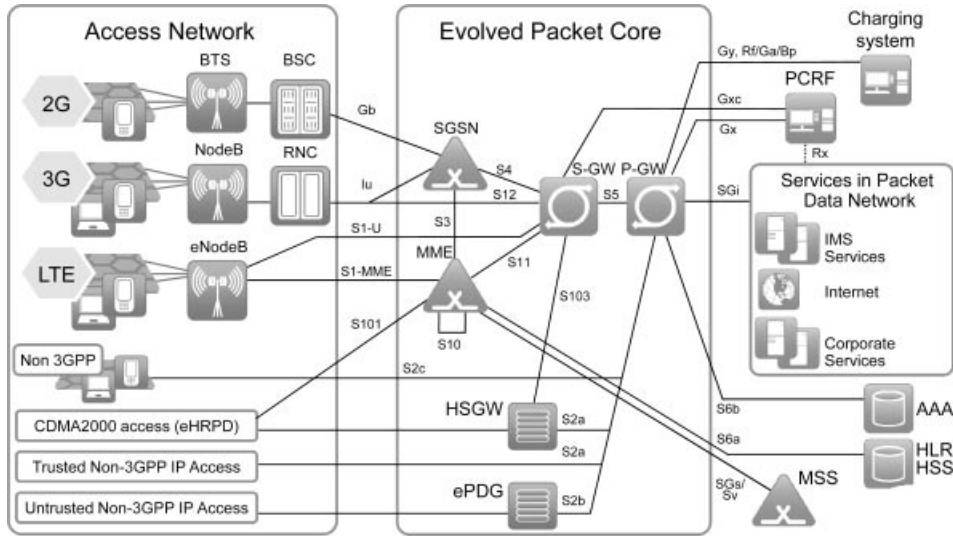 Access Network
Evolved Packet Core
Charging
system
BTS
BSC
Gy, Rf/Ga/Bp
PCRF
2G
Gb
Gxc
SGSN
Gx
NodeB
RNC
Rx
3G
Iu
S4
S-GW
P-GW
S12
S5
SGi
Services in Packet
Data Network
S3
S1-U
eNodeB
MME
IMS
Services
LTE
S1-MME
S11
S103
Internet
S101
S10
Corporate
Services
Non 3GPP
S2c
HSGW
S6b
AAA
CDMA2000 access (eHRPD)
S2a
S6a
HLR
HSS
Trusted Non-3GPP IP Access
S2a
ePDG
SGs/
Sv
MSS
Untrusted Non-3GPP IP Access
S2b